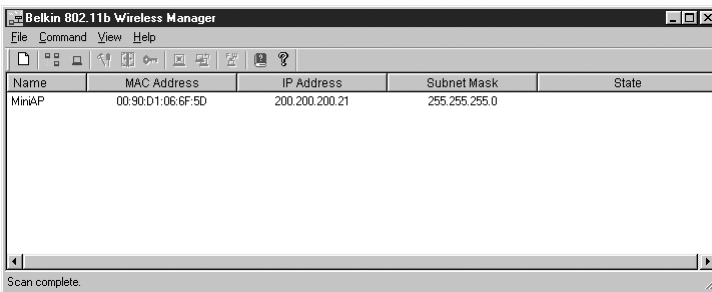 Belkin 802.11b Wireless Manager
File Command View Help
Name MAC Address IP Address Subnet Mask State
MiniAP 00:90:D1:06:6F:5D 200.200.200.21 255.255.255.0
Scan complete.